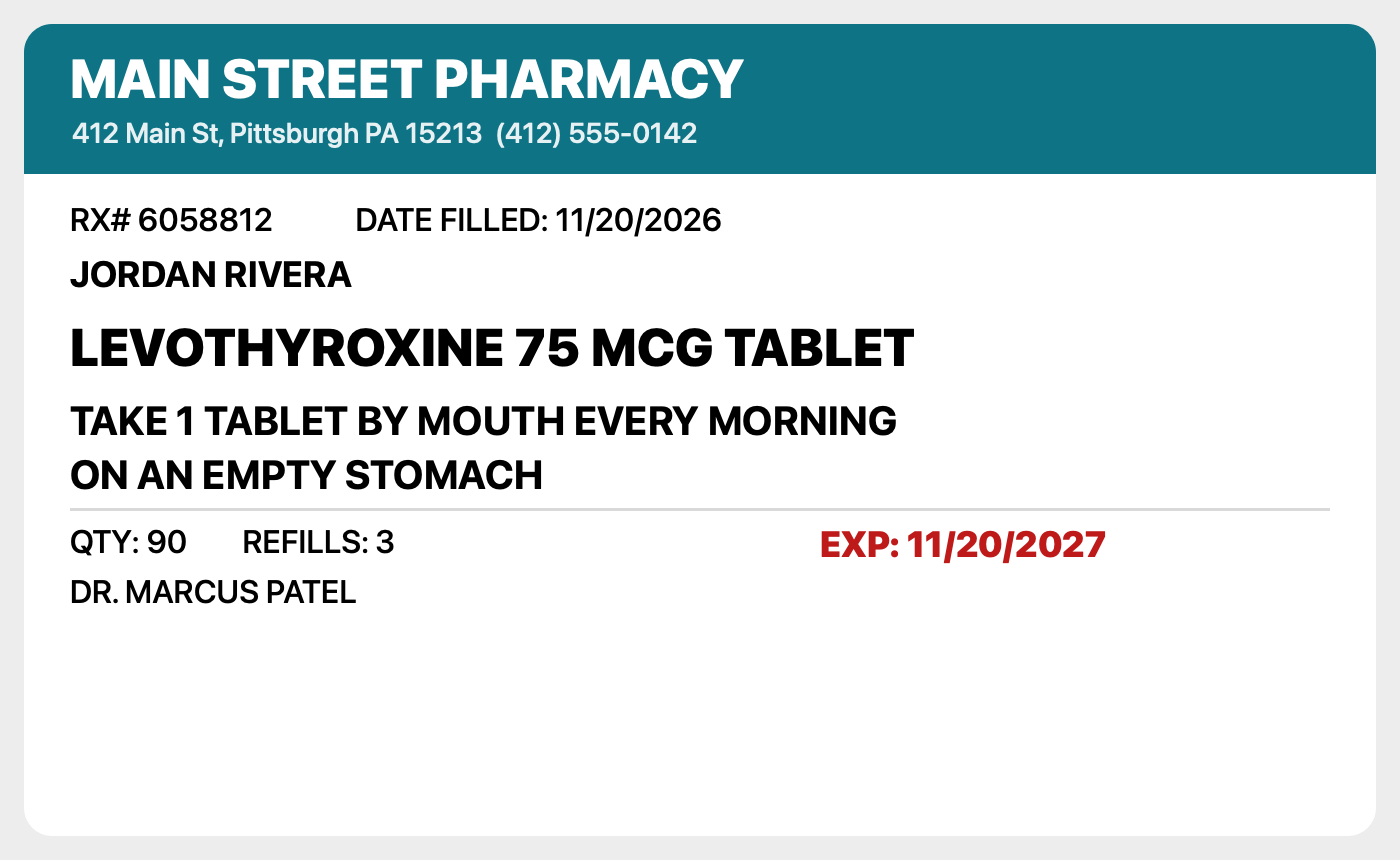 MAIN STREET PHARMACY
412 Main St, Pittsburgh PA 15213 (412) 555-0142
RX# 6058812 DATE FILLED: 11/20/2026
JORDAN RIVERA
LEVOTHYROXINE 75 MCG TABLET
TAKE 1 TABLET BY MOUTH EVERY MORNING
ON AN EMPTY STOMACH
QTY: 90 REFILLS: 3 EXP: 11/20/2027
DR. MARCUS PATEL